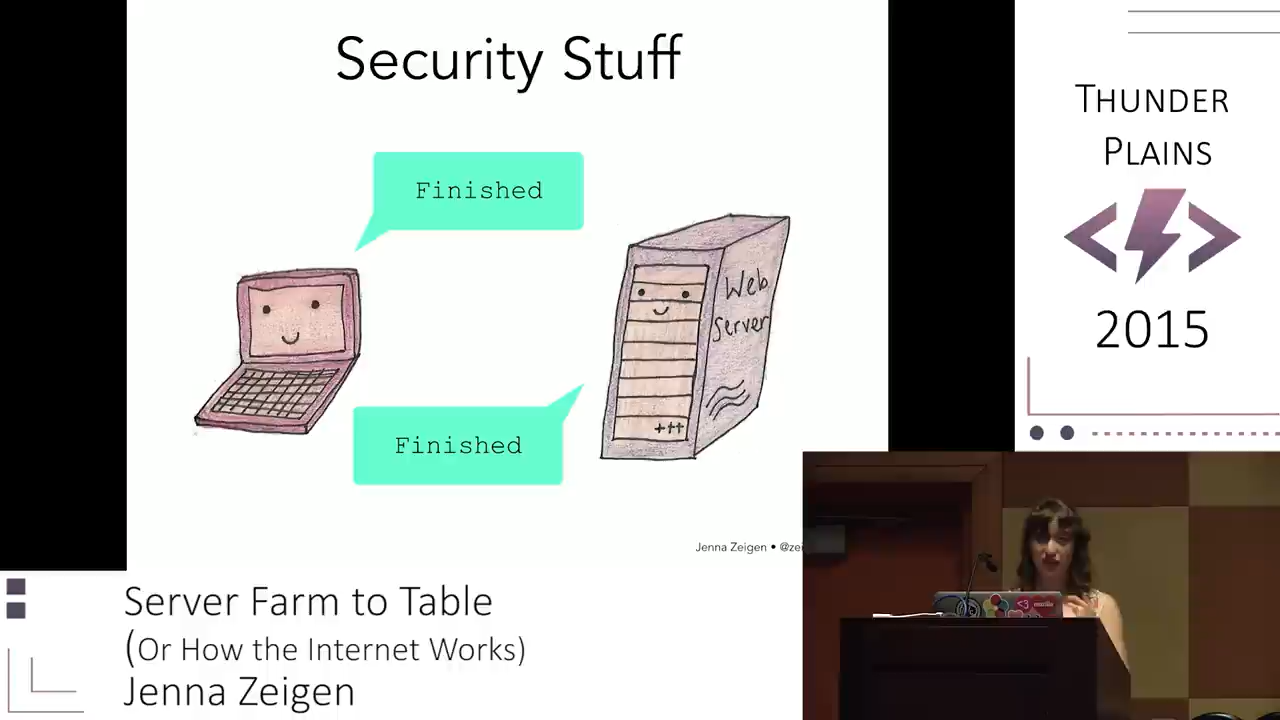 Security Stuff
Finished
Web
Server
+++
Finished
Jenna Zeigen • @zei
THUNDER
PLAINS
< >
2015
Server Farm to Table
(Or How the Internet Works)
Jenna Zeigen
<3